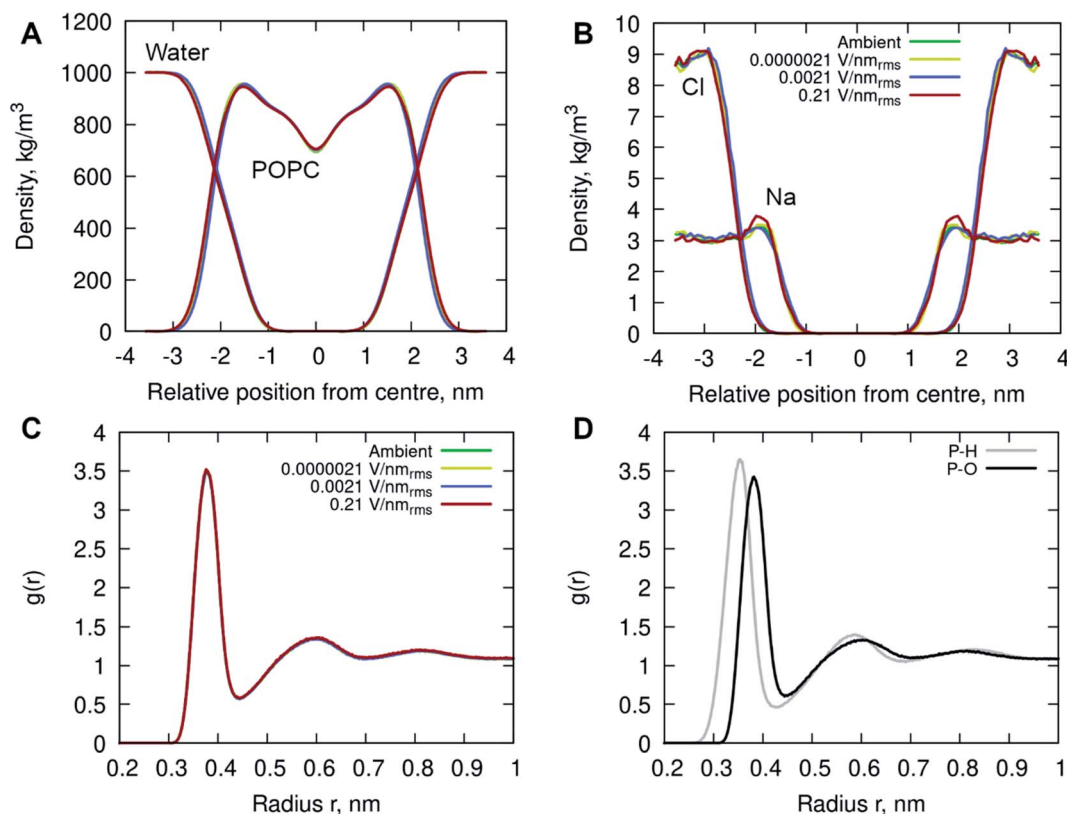 A
Water
POPC
Density, kg/m3
1200
1000
800
600
400
200
0
-4 -3 -2 -1 0 1 2 3 4
Relative position from centre, nm
B
Ambient
0.0000021 V/nmrms
0.0021 V/nmrms
0.21 V/nmrms
Cl
Na
Density, kg/m3
10
9
8
7
6
5
4
3
2
1
0
-4 -3 -2 -1 0 1 2 3 4
Relative position from centre, nm
C
Ambient
0.0000021 V/nmrms
0.0021 V/nmrms
0.21 V/nmrms
g(r)
4
3.5
3
2.5
2
1.5
1
0.5
0
0.2 0.3 0.4 0.5 0.6 0.7 0.8 0.9 1
Radius r, nm
D
P-H
P-O
g(r)
4
3.5
3
2.5
2
1.5
1
0.5
0
0.2 0.3 0.4 0.5 0.6 0.7 0.8 0.9 1
Radius r, nm